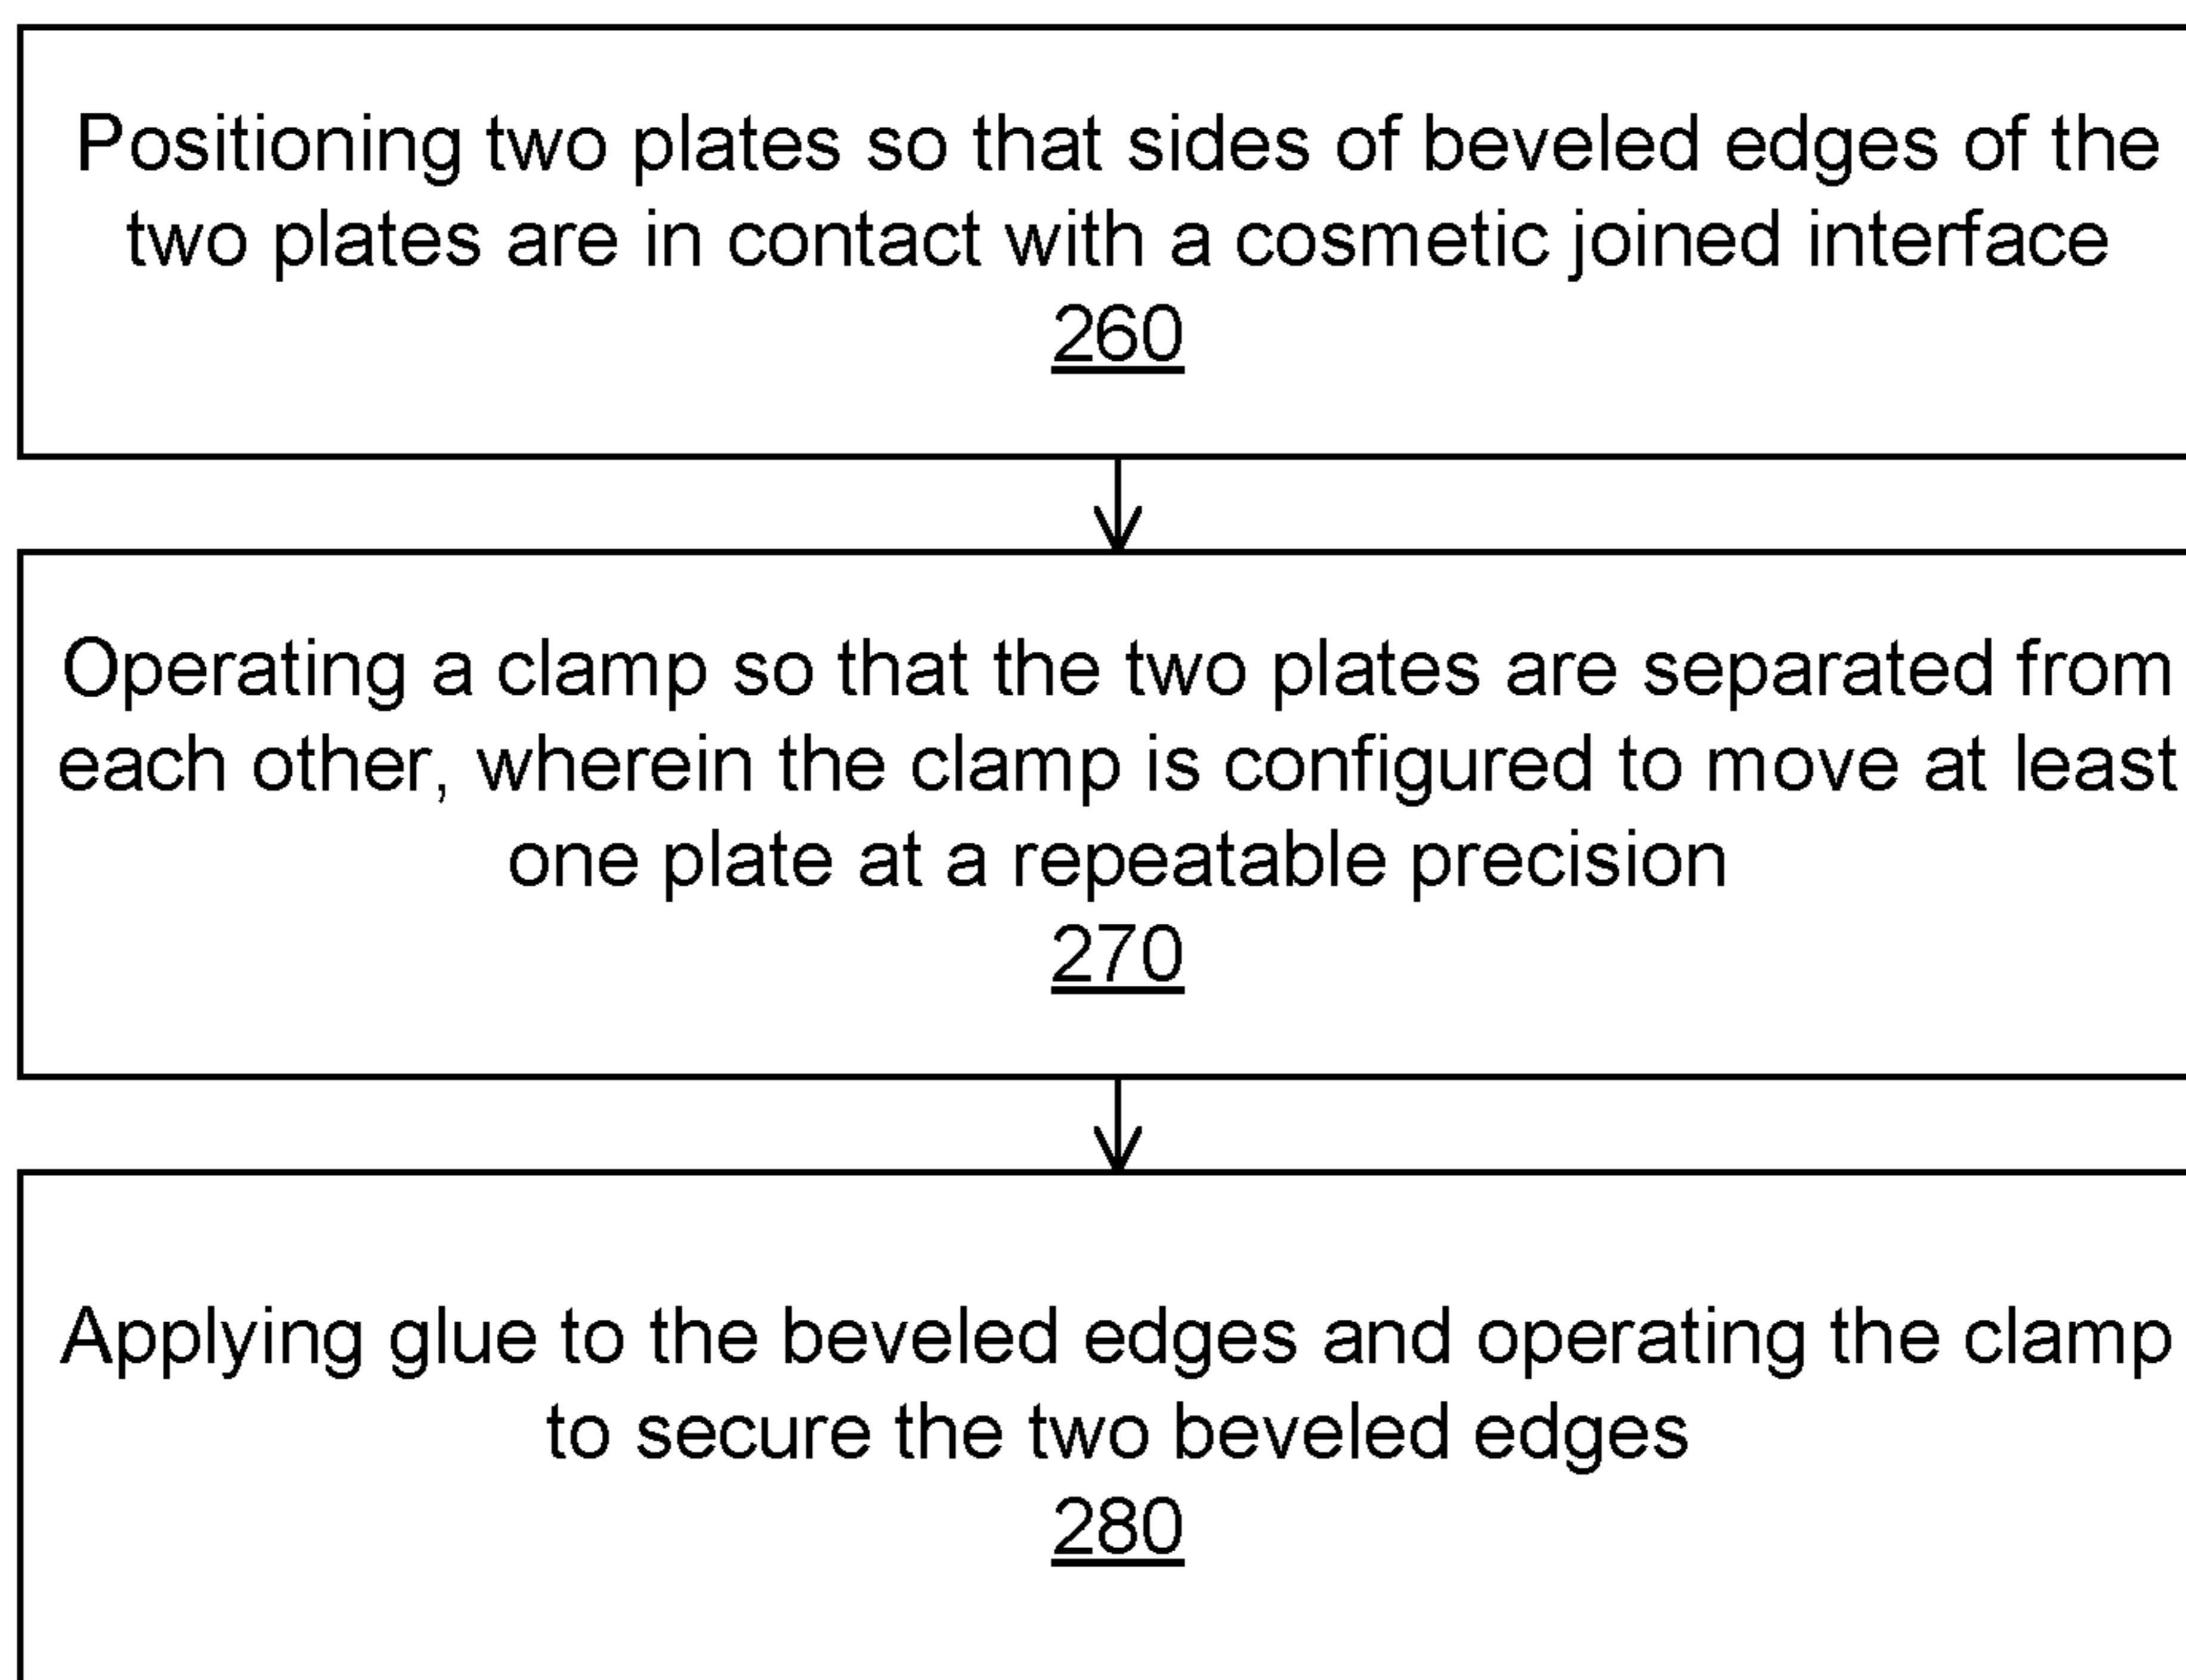 Positioning two plates so that sides of beveled edges of the
two plates are in contact with a cosmetic joined interface
260
Operating a clamp so that the two plates are separated from
each other, wherein the clamp is configured to move at least
one plate at a repeatable precision
270
Applying glue to the beveled edges and operating the clamp
to secure the two beveled edges
280